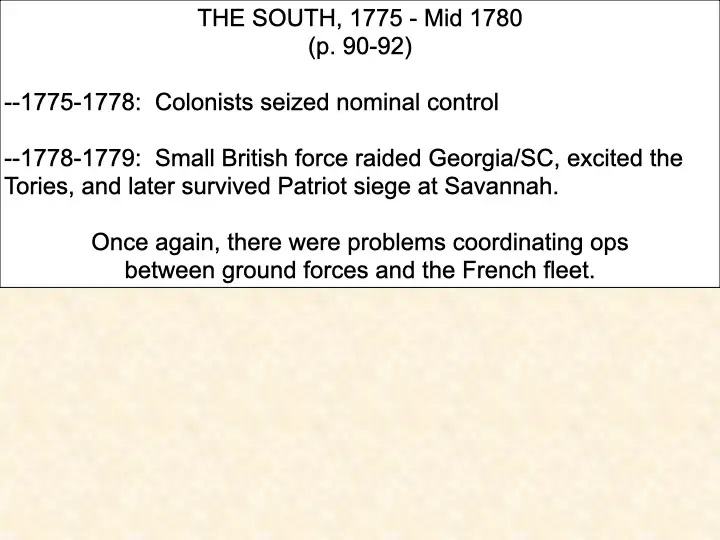 THE SOUTH, 1775 - Mid 1780
(p. 90-92)
--1775-1778:  Colonists seized nominal control
--1778-1779:  Small British force raided Georgia/SC, excited the
Tories, and later survived Patriot siege at Savannah.
Once again, there were problems coordinating ops
between ground forces and the French fleet.